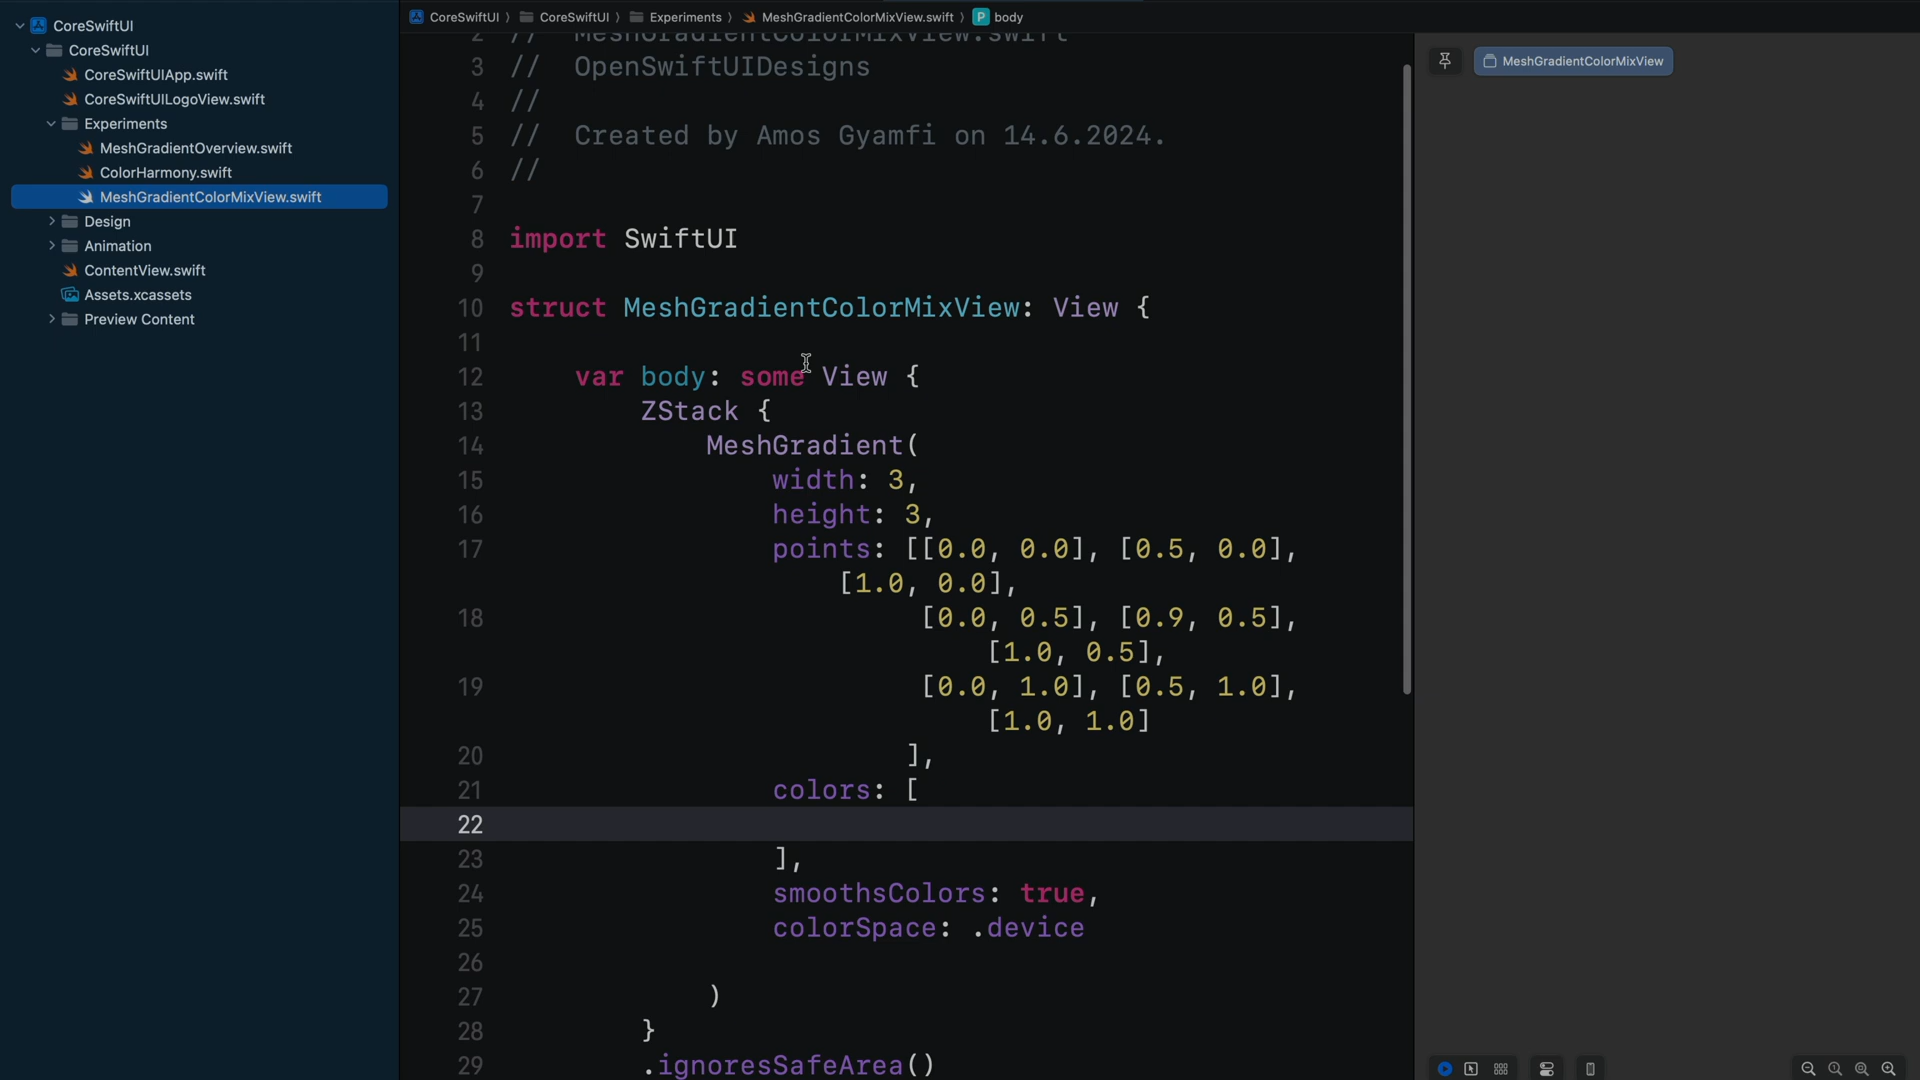 CoreSwiftUI
CoreSwiftUI
CoreSwiftUIApp.swift
CoreSwiftUILogoView.swift
Experiments
MeshGradientOverview.swift
ColorHarmony.swift
MeshGradientColorMixView.swift
Design
Animation
ContentView.swift
Assets.xcassets
Preview Content
CoreSwiftUI 〉 CoreSwiftUI 〉 Experiments 〉 MeshGradientColorMixView.swift 〉 P body
2 // MeshGradientColorMixView.swift
3 // OpenSwiftUIDesigns
4 //
5 // Created by Amos Gyamfi on 14.6.2024.
6 //
7
8 import SwiftUI
9
10 struct MeshGradientColorMixView: View {
11
12 var body: some View {
13 ZStack {
14 MeshGradient(
15 width: 3,
16 height: 3,
17 points: [[0.0, 0.0], [0.5, 0.0],
[1.0, 0.0],
18 [0.0, 0.5], [0.9, 0.5],
[1.0, 0.5],
19 [0.0, 1.0], [0.5, 1.0],
[1.0, 1.0]
20 ],
21 colors: [
22
23 ],
24 smoothsColors: true,
25 colorSpace: .device
26
27 )
28 }
29 .ignoresSafeArea()
MeshGradientColorMixView